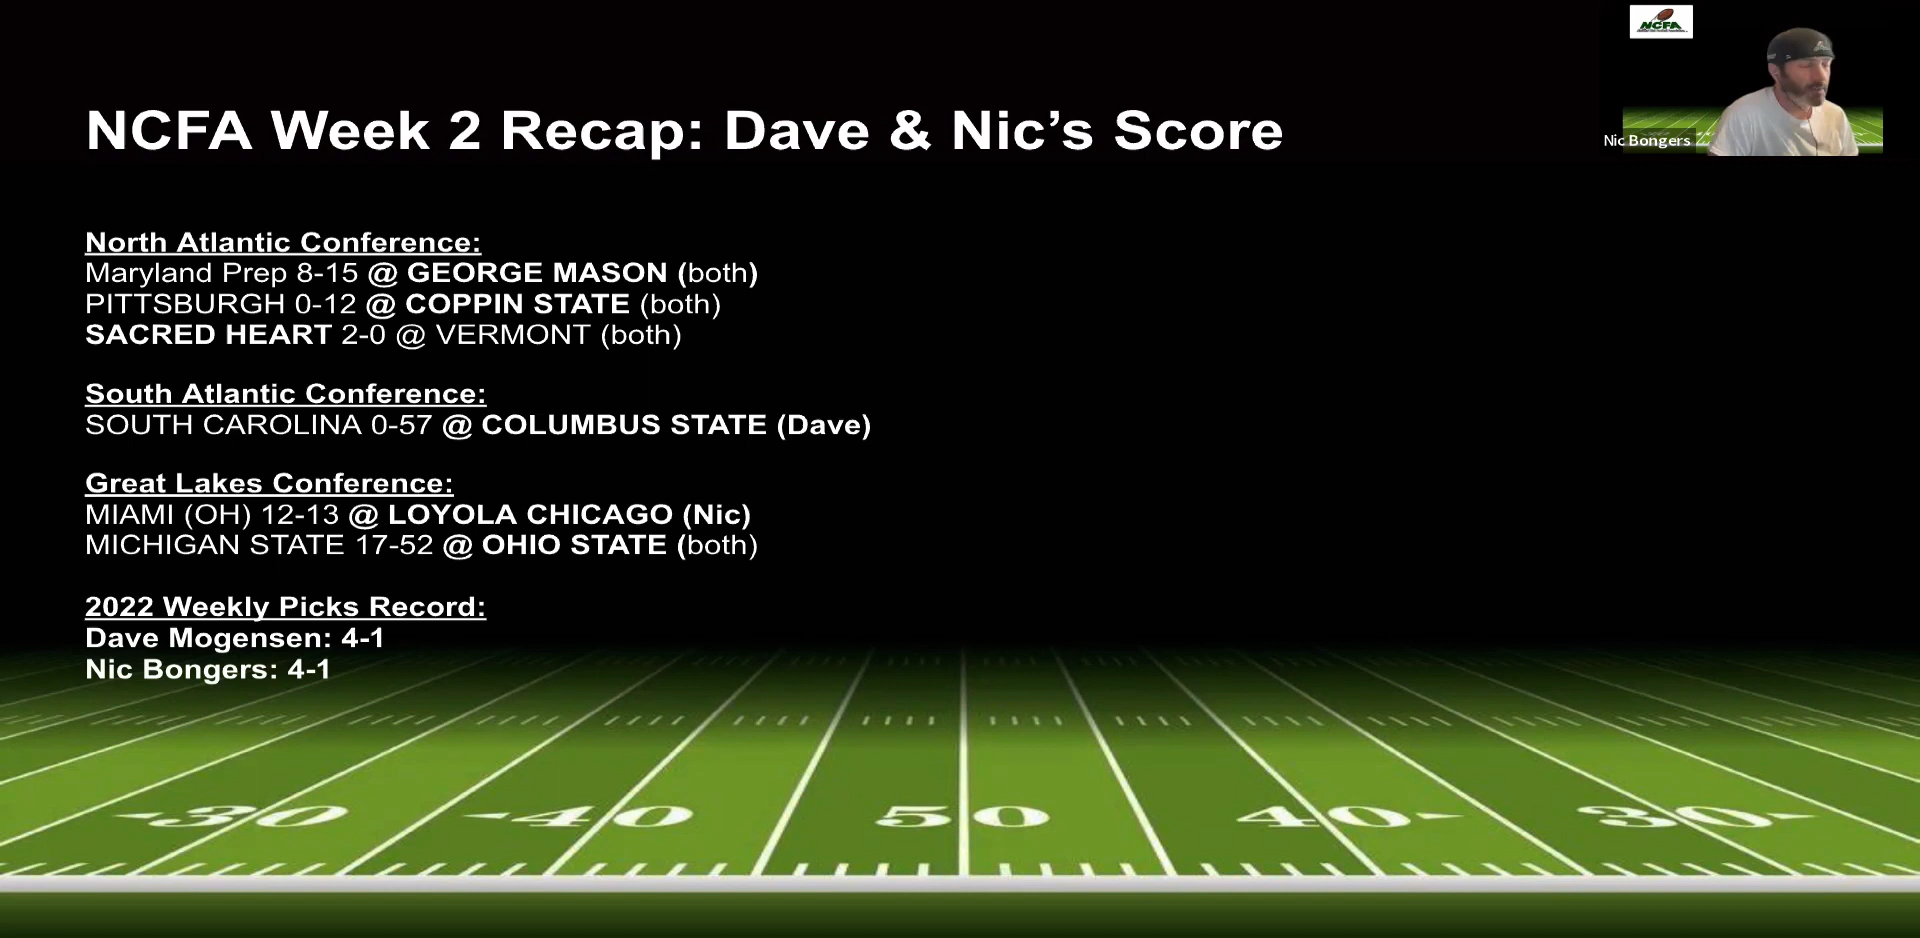 NCFA
Nic Bongers
NCFA Week 2 Recap: Dave & Nic’s Score
North Atlantic Conference:
Maryland Prep 8-15 @ GEORGE MASON (both)
PITTSBURGH 0-12 @ COPPIN STATE (both)
SACRED HEART 2-0 @ VERMONT (both)
South Atlantic Conference:
SOUTH CAROLINA 0-57 @ COLUMBUS STATE (Dave)
Great Lakes Conference:
MIAMI (OH) 12-13 @ LOYOLA CHICAGO (Nic)
MICHIGAN STATE 17-52 @ OHIO STATE (both)
2022 Weekly Picks Record:
Dave Mogensen: 4-1
Nic Bongers: 4-1
30 40 50 40 30